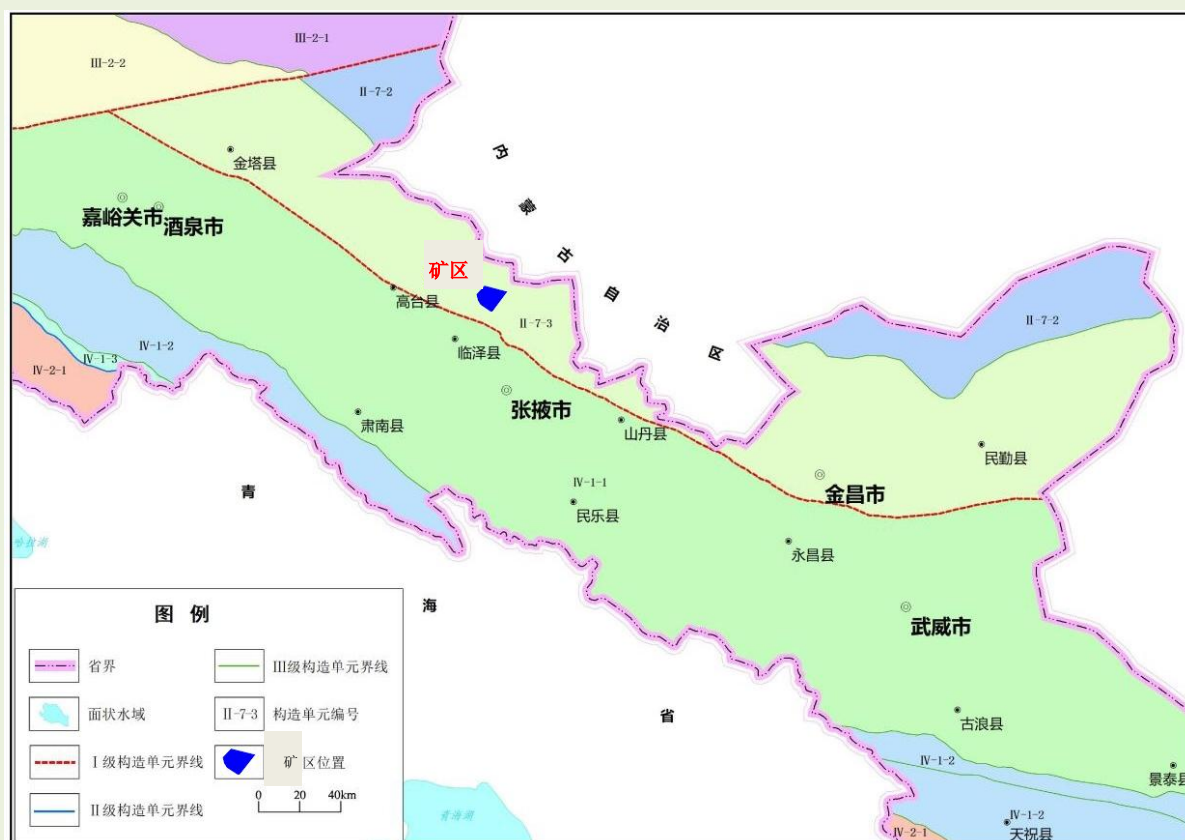 III-2-1
III-2-2
II-7-2
金塔县
内蒙古自治区
嘉峪关市
酒泉市
矿区
高台县
II-7-3
II-7-2
临泽县
IV-1-2
IV-1-3
IV-2-1
张掖市
肃南县
山丹县
民勤县
金昌市
IV-1-1
民乐县
青海省
哈拉湖
永昌县
武威市
古浪县
IV-1-2
景泰县
IV-1-2
天祝县
IV-2-1
青海湖
图例
省界
III级构造单元界线
面状水域
II-7-3
构造单元编号
I级构造单元界线
矿区位置
II级构造单元界线
0 20 40km